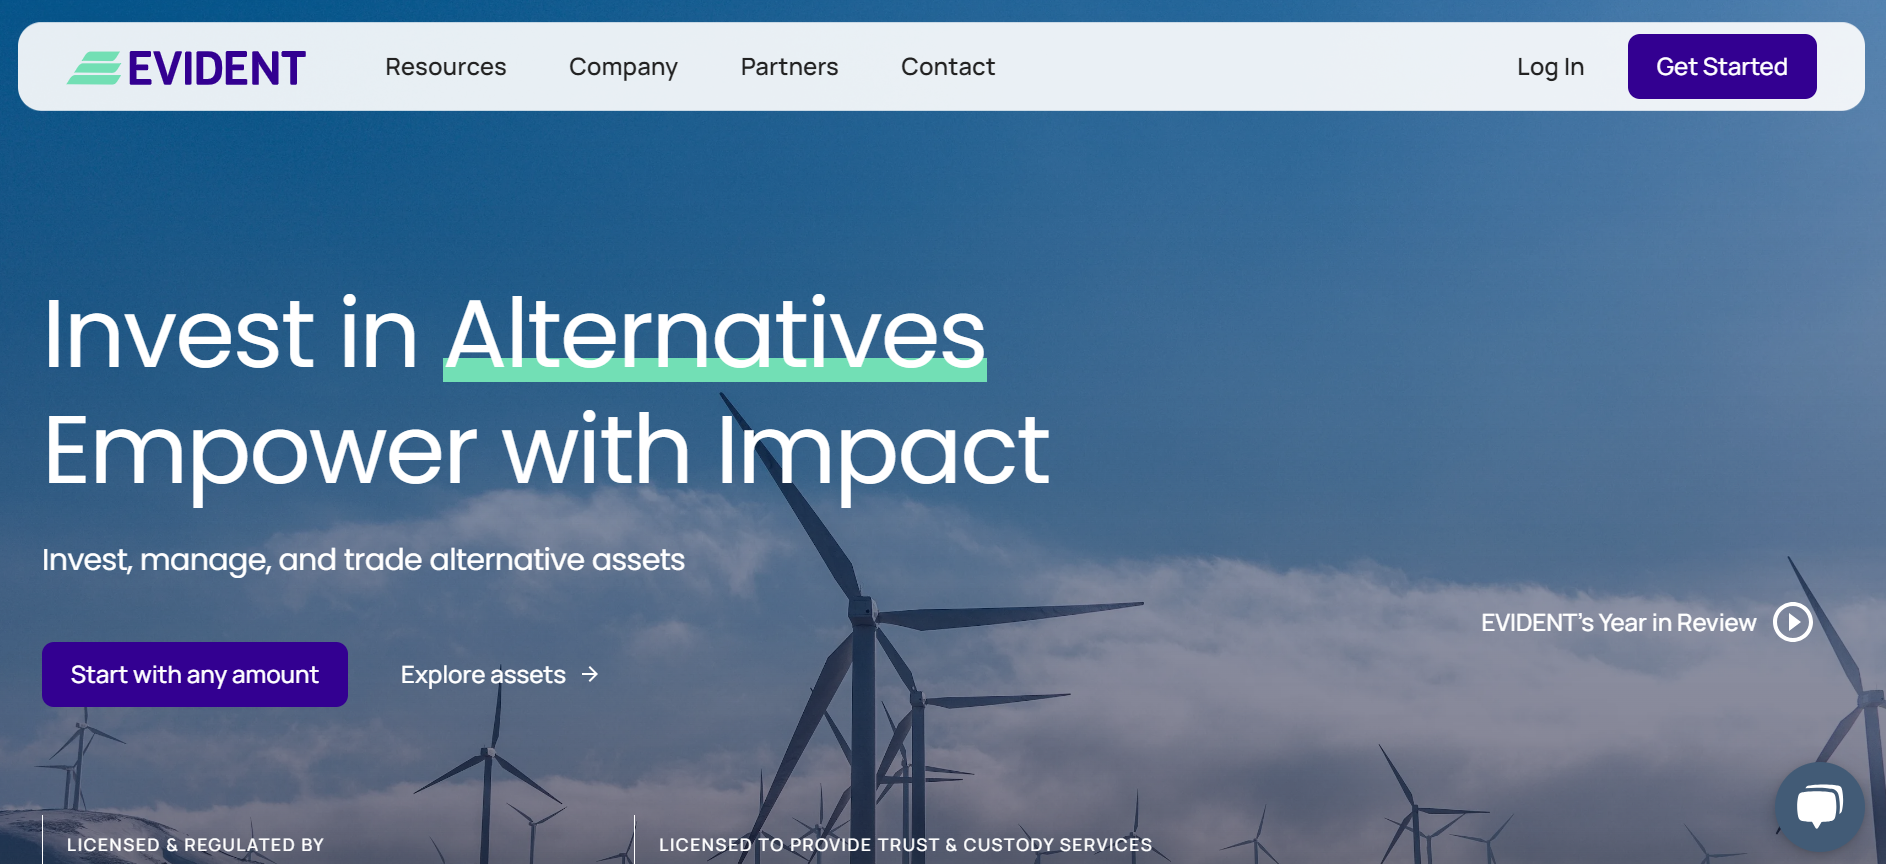 EVIDENT
Resources
Company
Partners
Contact
Log In
Get Started
Invest in Alternatives
Empower with Impact
Invest, manage, and trade alternative assets
EVIDENT's Year in Review
Start with any amount
Explore assets →
LICENSED & REGULATED BY
LICENSED TO PROVIDE TRUST & CUSTODY SERVICES